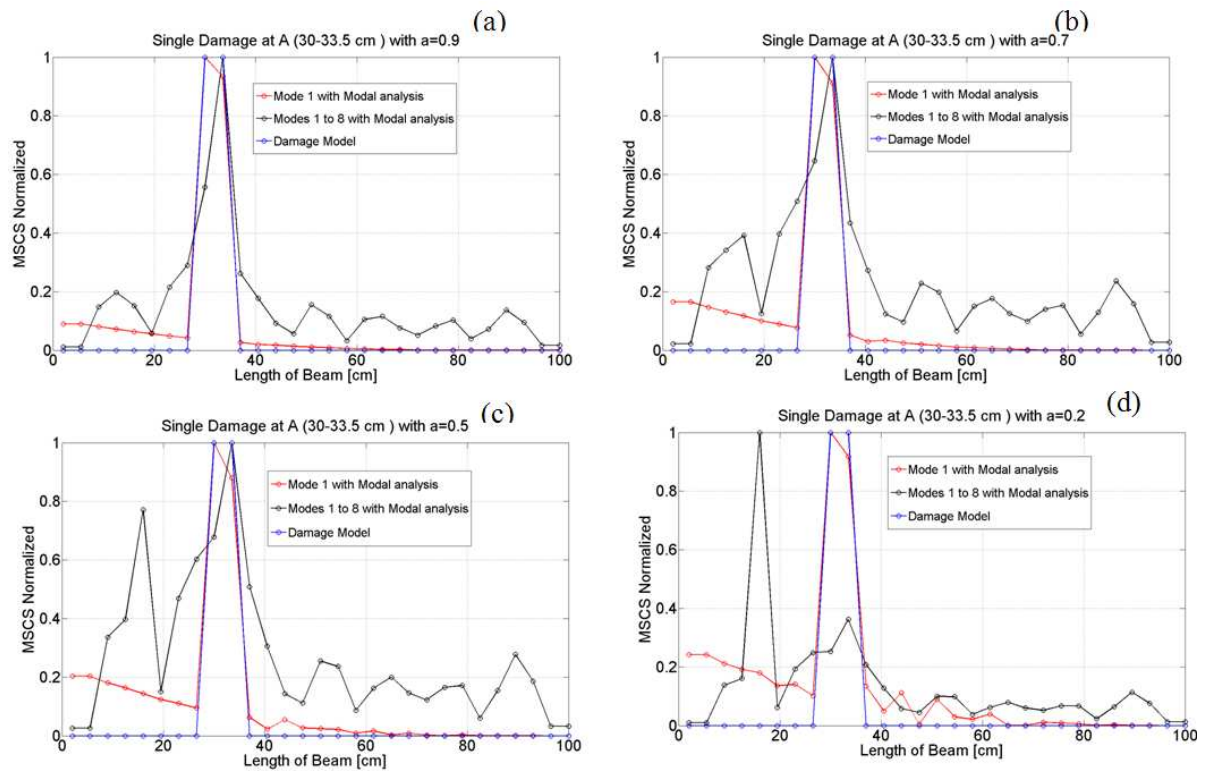 (a)
Single Damage at A (30-33.5 cm ) with a=0.9
MSCS Normalized
1
0.8
0.6
0.4
0.2
0
Mode 1 with Modal analysis
Modes 1 to 8 with Modal analysis
Damage Model
0 20 40 60 80 100
Length of Beam [cm]
(b)
Single Damage at A (30-33.5 cm ) with a=0.7
MSCS Normalized
1
0.8
0.6
0.4
0.2
0
Mode 1 with Modal analysis
Modes 1 to 8 with Modal analysis
Damage Model
0 20 40 60 80 100
Length of Beam [cm]
(c)
Single Damage at A (30-33.5 cm ) with a=0.5
MSCS Normalized
1
0.8
0.6
0.4
0.2
0
Mode 1 with Modal analysis
Modes 1 to 8 with Modal analysis
Damage Model
0 20 40 60 80 100
Length of Beam [cm]
(d)
Single Damage at A (30-33.5 cm ) with a=0.2
MSCS Normalized
1
0.8
0.6
0.4
0.2
0
Mode 1 with Modal analysis
Modes 1 to 8 with Modal analysis
Damage Model
0 20 40 60 80 100
Length of Beam [cm]